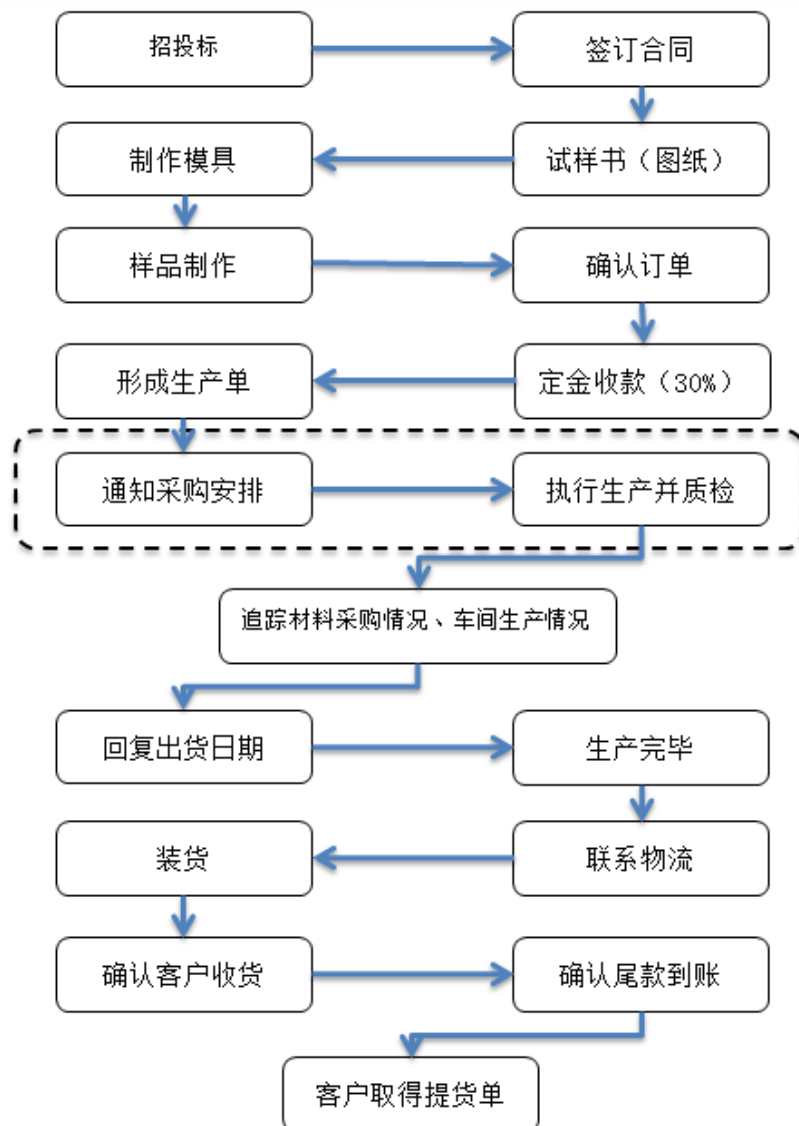 招投标
签订合同
试样书（图纸）
制作模具
样品制作
确认订单
定金收款（30%）
形成生产单
通知采购安排
执行生产并质检
追踪材料采购情况、车间生产情况
回复出货日期
生产完毕
联系物流
装货
确认客户收货
确认尾款到账
客户取得提货单